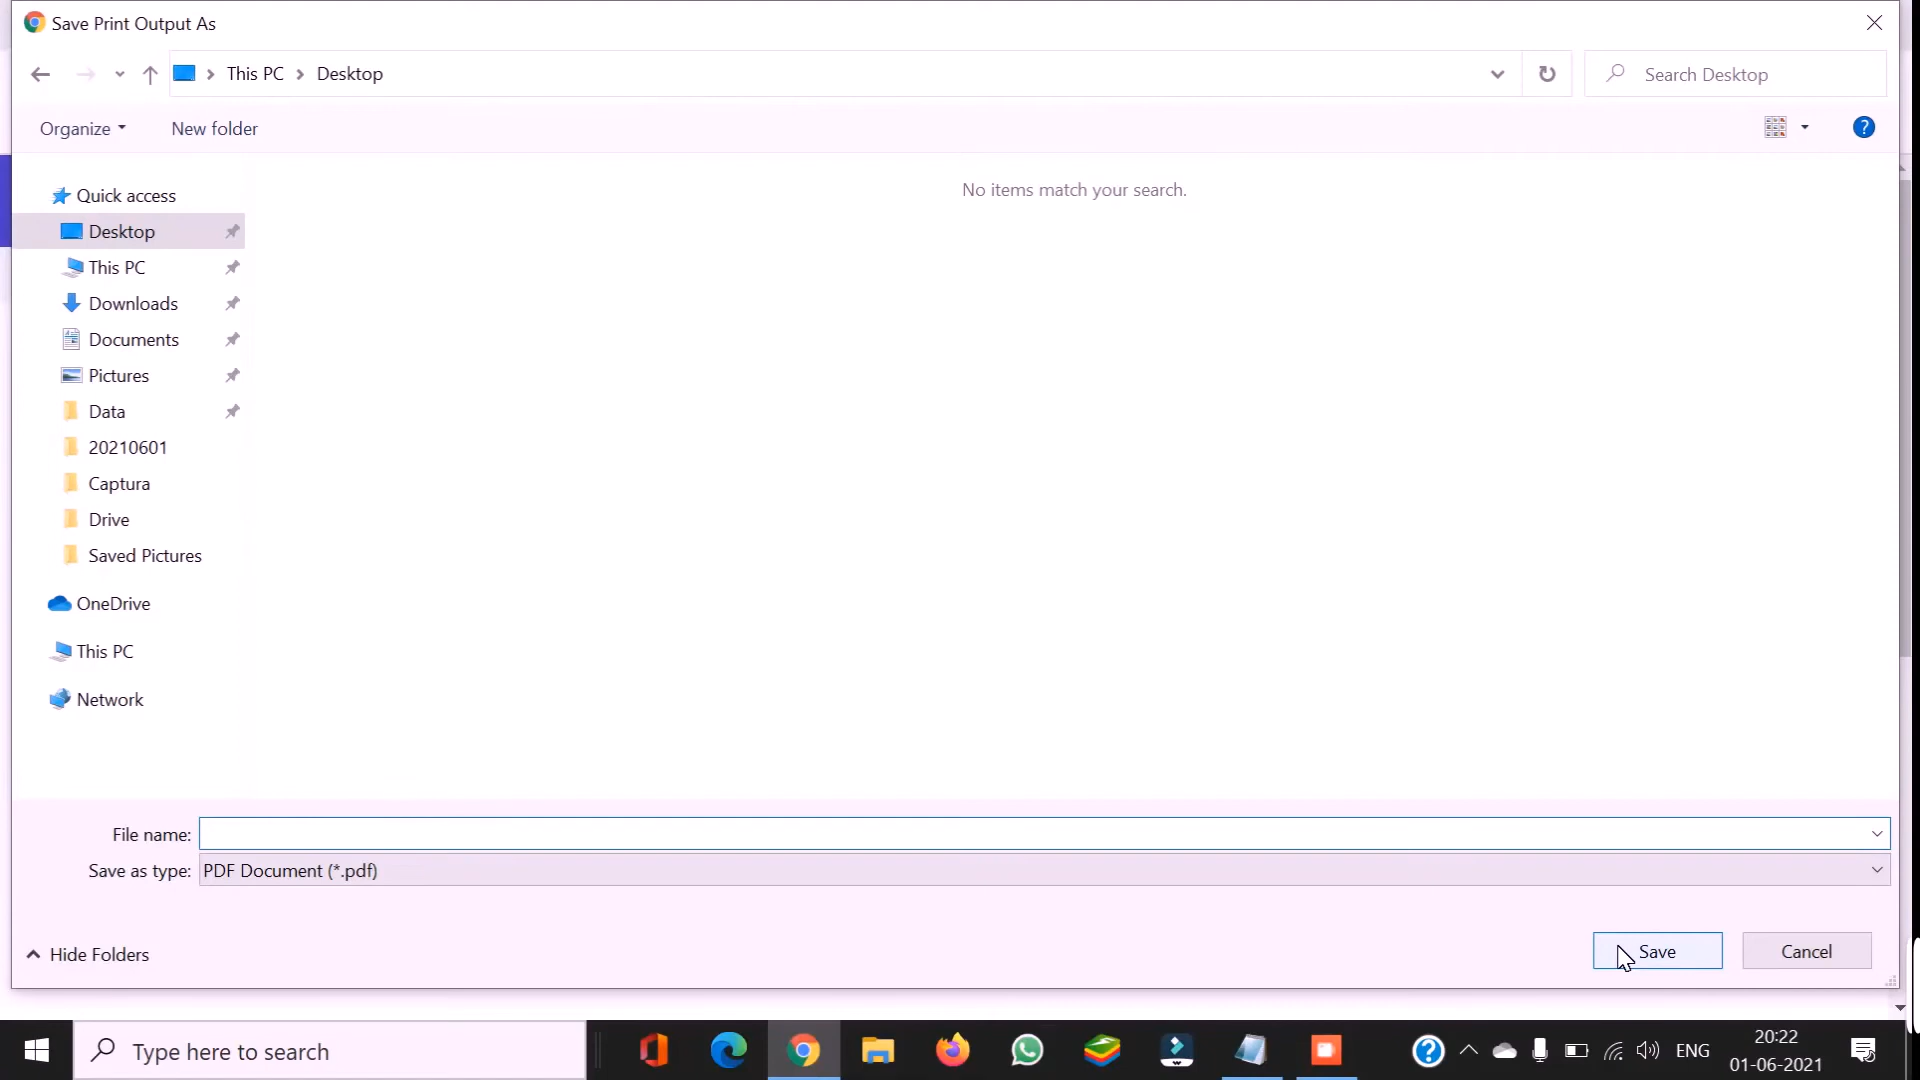 Save Print Output As
This PC
Desktop
Search Desktop
Organize
New folder
?
No items match your search.
Quick access
Desktop
This PC
Downloads
Documents
Pictures
Data
20210601
Captura
Drive
Saved Pictures
OneDrive
This PC
Network
File name:
Save as type:
PDF Document (*.pdf)
Hide Folders
Save
Cancel
Type here to search
?
ENG
20:22
01-06-2021